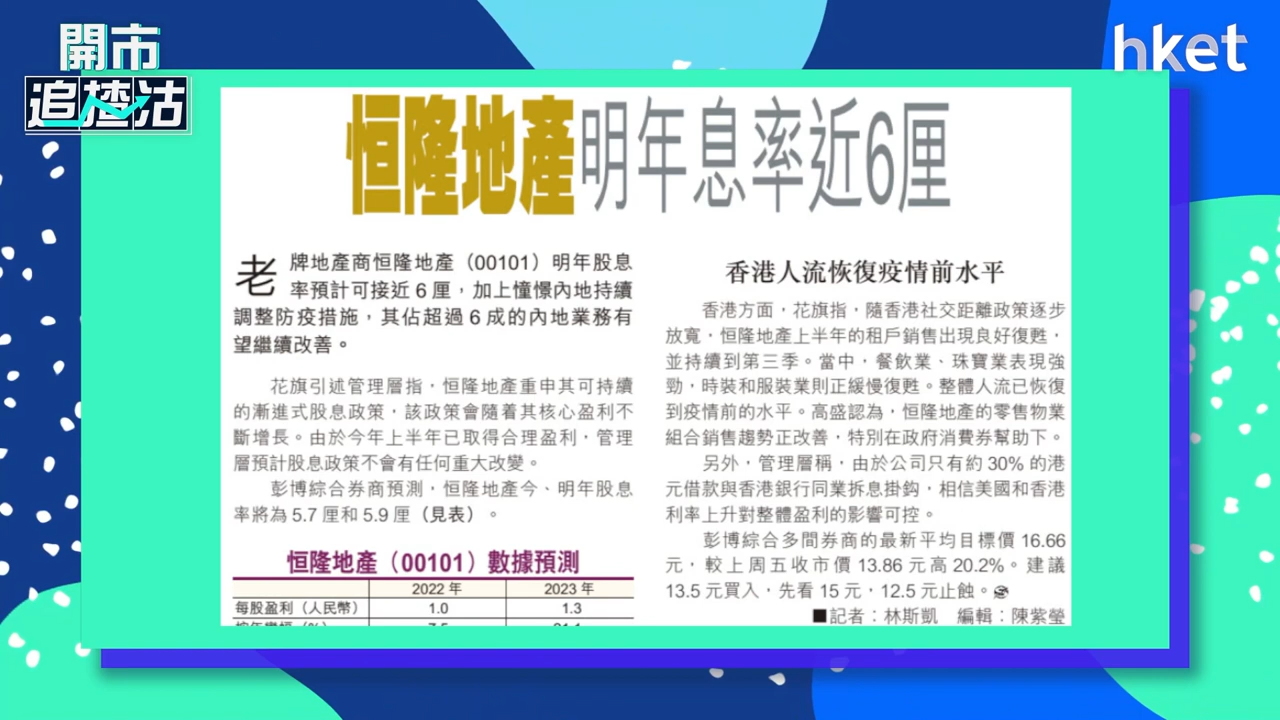 開市
追揸沽
hket
恒隆地產明年息率近6厘
老牌地產商恒隆地產（00101）明年股息
率預計可接近 6 厘，加上憧憬內地持續
調整防疫措施，其佔超過 6 成的內地業務有
望繼續改善。
花旗引述管理層指，恒隆地產重申其可持續
的漸進式股息政策，該政策會隨着其核心盈利不
斷增長。由於今年上半年已取得合理盈利，管理
層預計股息政策不會有任何重大改變。
彭博綜合券商預測，恒隆地產今、明年股息
率將為 5.7 厘和 5.9 厘（見表）。
恒隆地產（00101）數據預測
2022 年 2023 年
每股盈利（人民幣） 1.0 1.3
香港人流恢復疫情前水平
香港方面，花旗指，隨香港社交距離政策逐步
放寬，恒隆地產上半年的租戶銷售出現良好復甦，
並持續到第三季。當中，餐飲業、珠寶業表現強
勁，時裝和服裝業則正緩慢復甦。整體人流已恢復
到疫情前的水平。高盛認為，恒隆地產的零售物業
組合銷售趨勢正改善，特別在政府消費券幫助下。
另外，管理層稱，由於公司只有約 30% 的港
元借款與香港銀行同業拆息掛鈎，相信美國和香港
利率上升對整體盈利的影響可控。
彭博綜合多間券商的最新平均目標價 16.66
元，較上周五收市價 13.86 元高 20.2%。建議
13.5 元買入，先看 15 元，12.5 元止蝕。
■記者：林斯凱 編輯：陳紫瑩